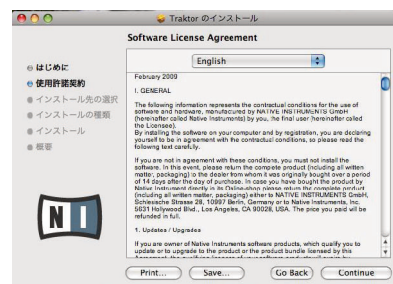 Traktor のインストール
Software License Agreement
English
はじめに
使用許諾契約
インストール先の選択
インストールの種類
インストール
概要
February 2009
I. GENERAL
The following information represents the contractual conditions for the use of
software and hardware, manufactured by NATIVE INSTRUMENTS GmbH
(hereinafter called Native Instruments) by you, the final user (hereinafter called
the Licensee).
By installing the software on your computer and by registration, you are declaring
yourself to be in agreement with the contractual conditions, so please read the
following text carefully.
If you are not in agreement with these conditions, you must not install the
software. In this event, please return the complete product (including all written
matter, packaging) to the dealer from whom it was originally bought over a period
of 14 days after the day of purchase. In case you have bought the product by
Native Instrument directly in its Online-shop please return the complete product
(including all written matter, packaging) either to NATIVE INSTRUMENTS GmbH,
Schlesische Strasse 28, 10997 Berlin, Germany or to Native Instruments, Inc.
5631 Hollywood Blvd., Los Angeles, CA 90028, USA. The price you paid will be
refunded in full.
1. Updates / Upgrades
If you are owner of Native Instruments software products, which qualify you to
update or to upgrade to the product or the product bundle licensed by this
NI
Print...
Save...
Go Back
Continue